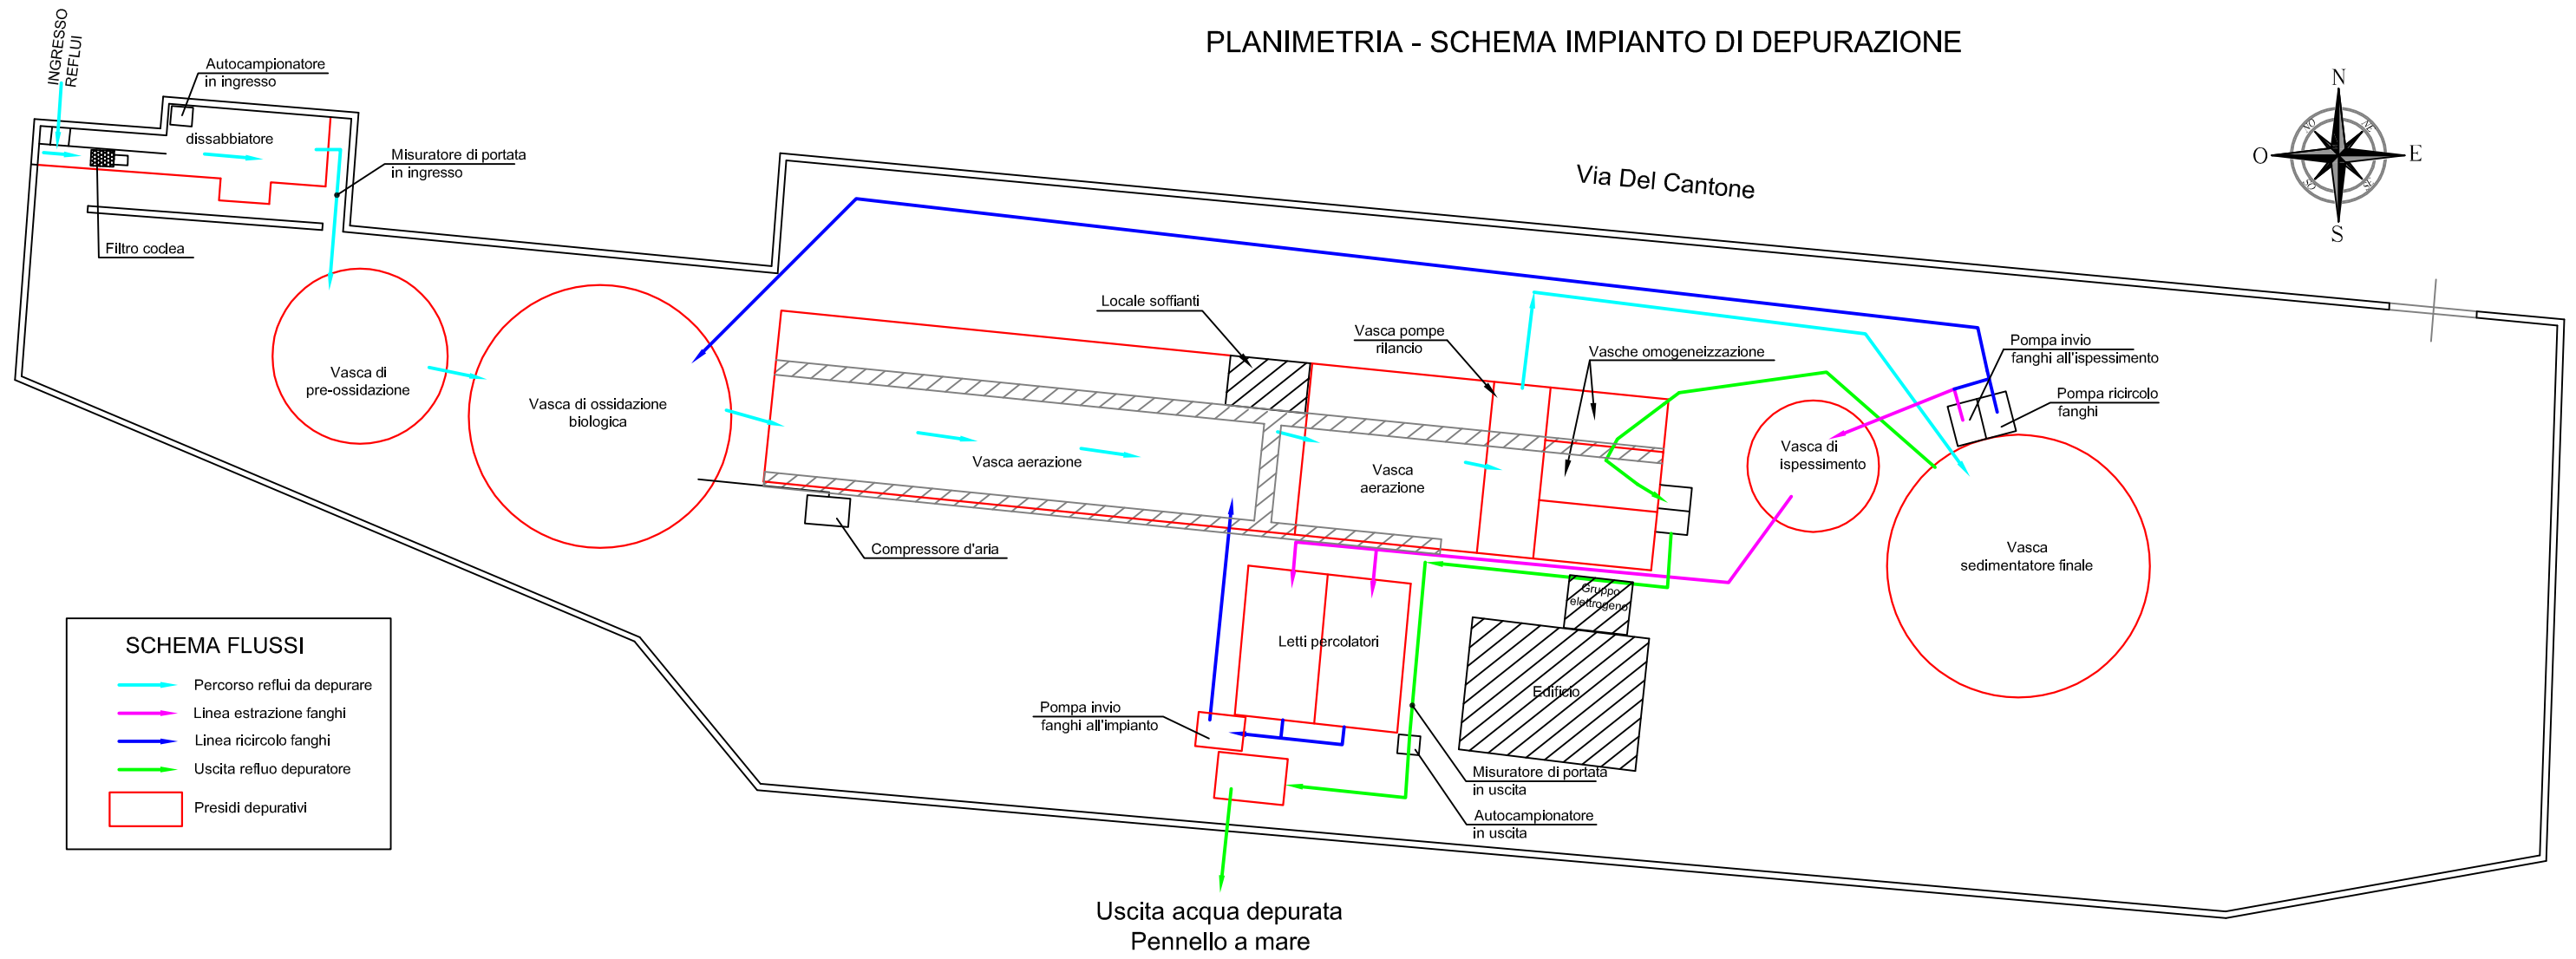 PLANIMETRIA - SCHEMA IMPIANTO DI DEPURAZIONE
INGRESSO
REFLUI
Autocampionatore
in ingresso
dissabbiatore
Misuratore di portata
in ingresso
Filtro coclea
Via Del Cantone
N
NE
E
S
O
NO
Vasca di
pre-ossidazione
Vasca di ossidazione
biologica
Locale soffianti
Vasca pompe
rilancio
Vasche omogeneizzazione
Pompa invio
fanghi all'ispessimento
Pompa ricircolo
fanghi
Vasca aerazione
Vasca
aerazione
Vasca di
ispessimento
Compressore d'aria
Vasca
sedimentatore finale
Gruppo
elettrogeno
Letti percolatori
Edificio
Pompa invio
fanghi all'impianto
Misuratore di portata
in uscita
Autocampionatore
in uscita
SCHEMA FLUSSI
Percorso reflui da depurare
Linea estrazione fanghi
Linea ricircolo fanghi
Uscita refluo depuratore
Presidi depurativi
Uscita acqua depurata
Pennello a mare